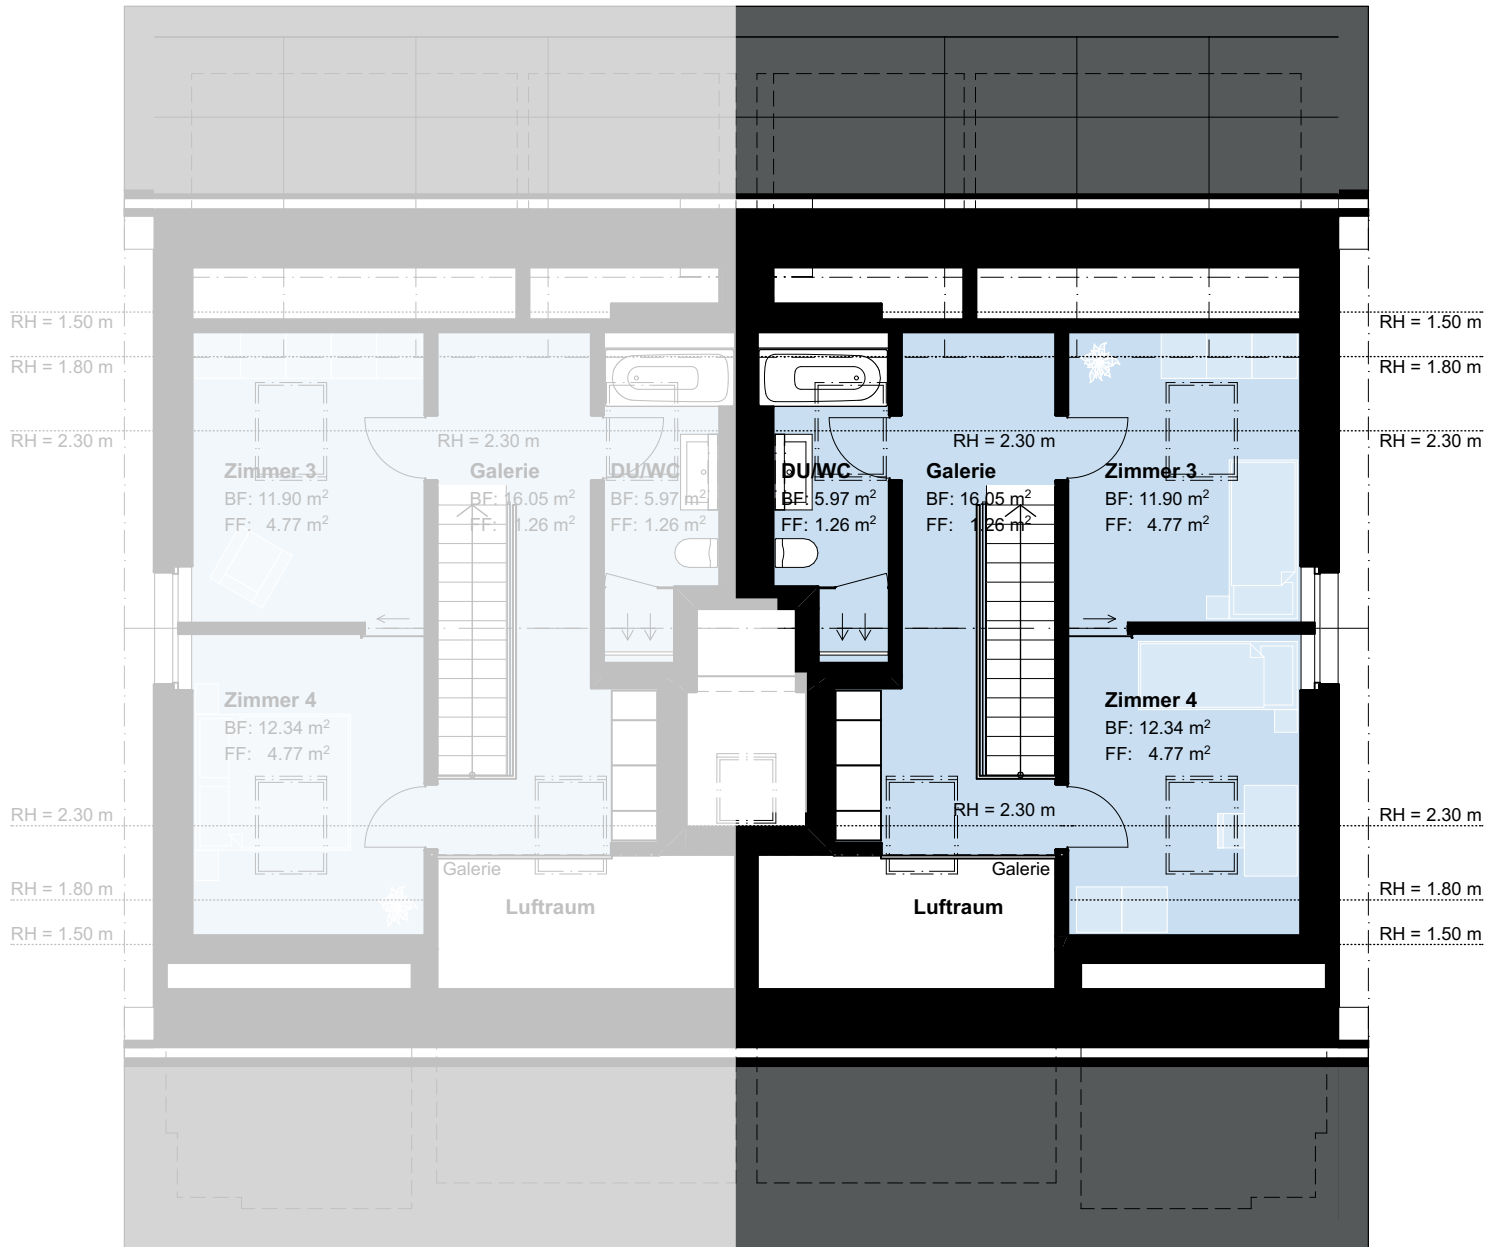 RH = 1.50 m
RH = 1.80 m
RH = 2.30 m
RH = 1.50 m
RH = 1.80 m
RH = 2.30 m
RH = 2.30 m
RH = 2.30 m
Zimmer 3
BF: 11.90 m²
FF: 4.77 m²
Galerie
BF: 16.05 m²
FF: 1.26 m²
DU/WC
BF: 5.97 m²
FF: 1.26 m²
DU/WC
BF: 5.97 m²
FF: 1.26 m²
Galerie
BF: 16.05 m²
FF: 1.26 m²
Zimmer 3
BF: 11.90 m²
FF: 4.77 m²
Zimmer 4
BF: 12.34 m²
FF: 4.77 m²
Zimmer 4
BF: 12.34 m²
FF: 4.77 m²
RH = 2.30 m
RH = 2.30 m
RH = 2.30 m
Galerie
Galerie
RH = 1.80 m
RH = 1.80 m
Luftraum
Luftraum
RH = 1.50 m
RH = 1.50 m